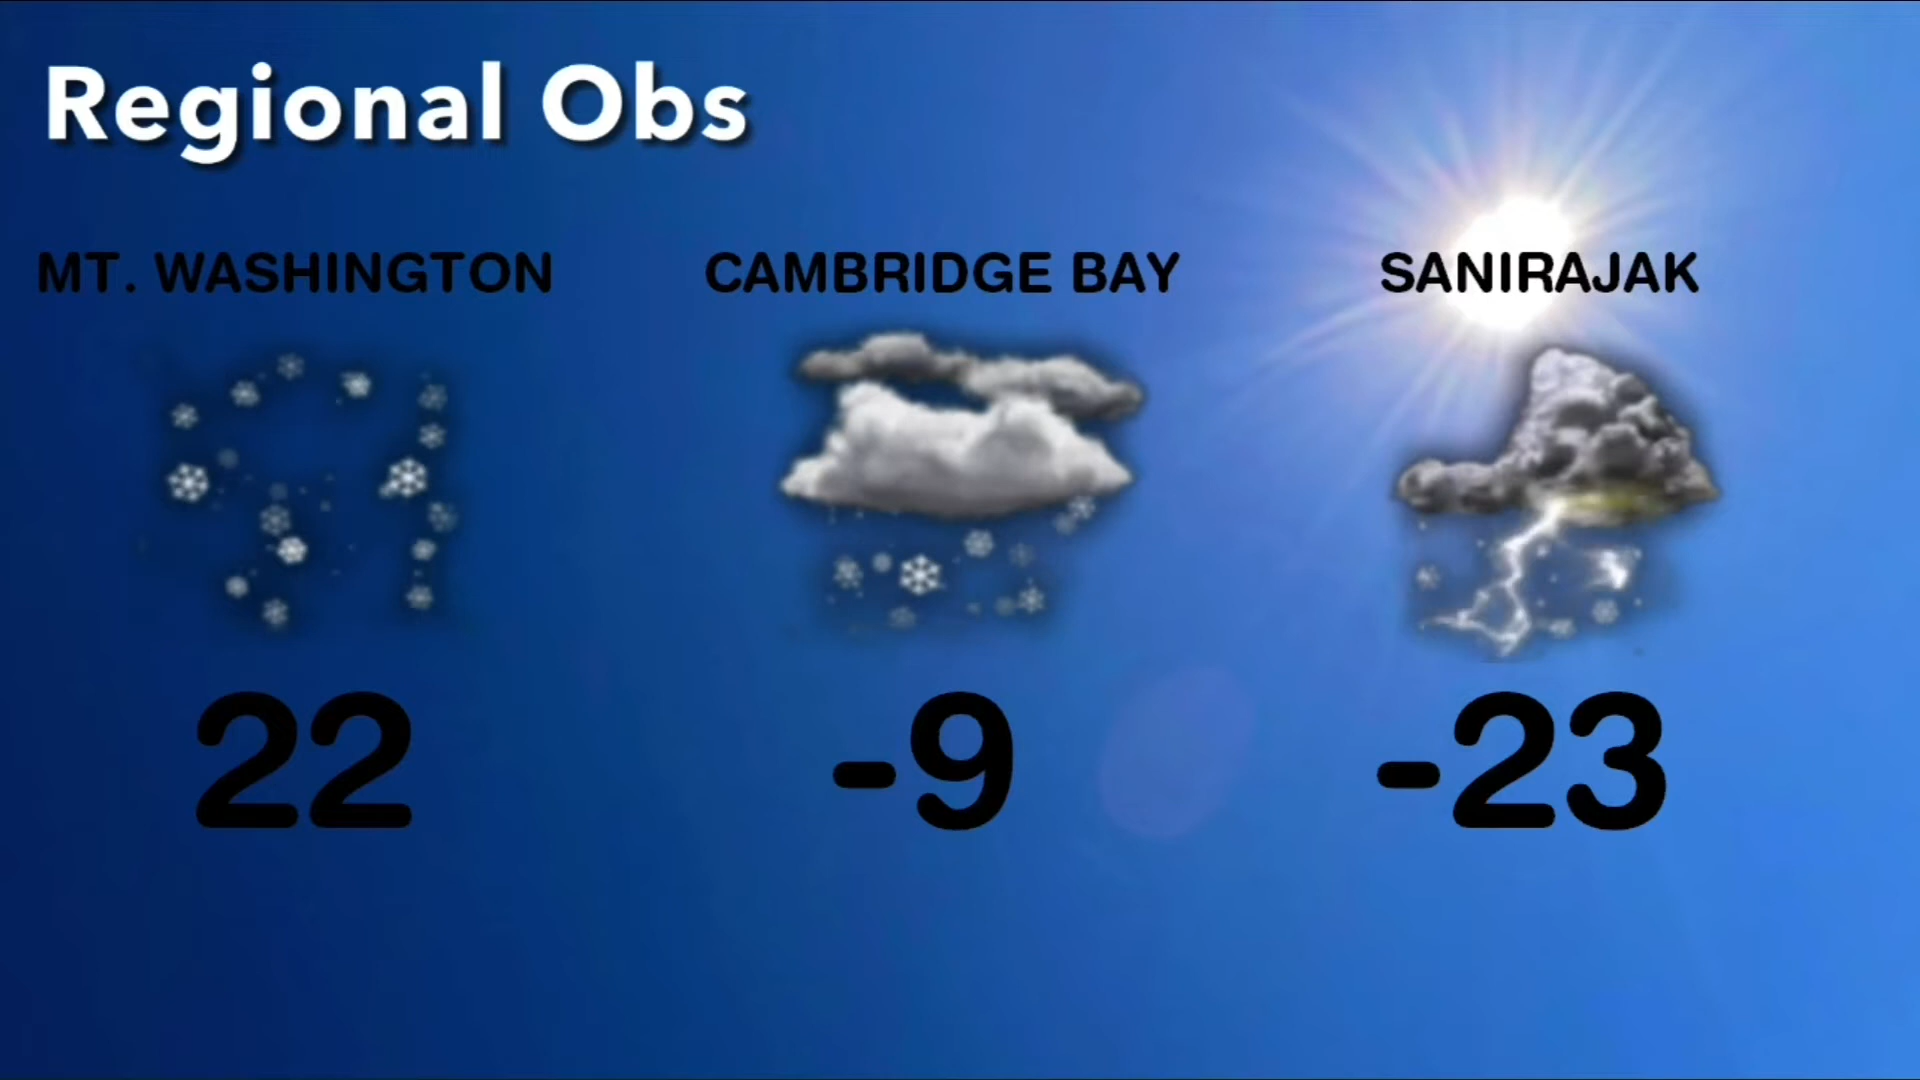 Regional Obs
MT. WASHINGTON
CAMBRIDGE BAY
SANIRAJAK
22
-9
-23